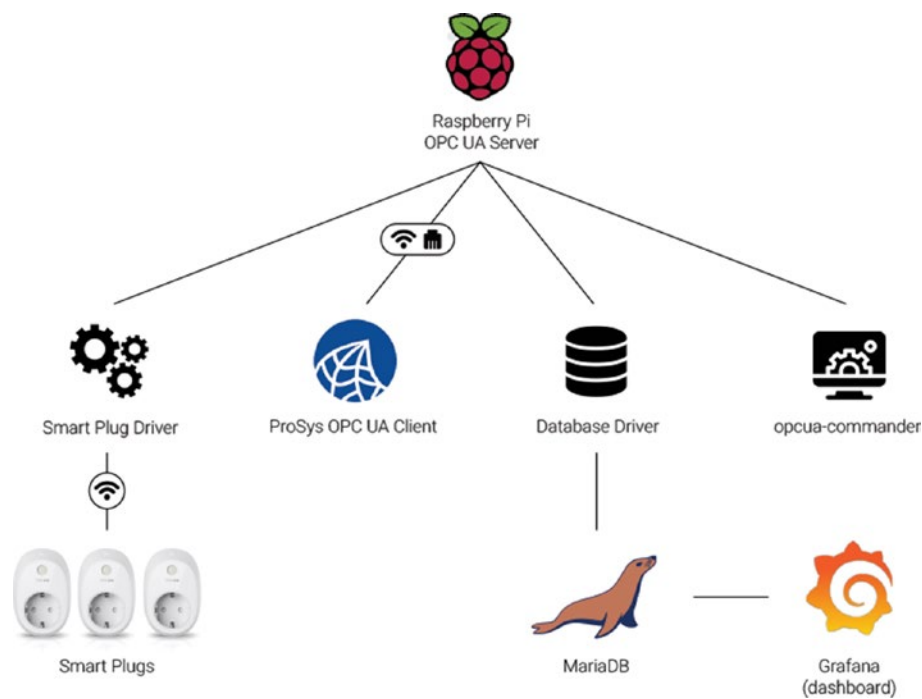 Raspberry Pi
OPC UA Server
Smart Plug Driver
ProSys OPC UA Client
Database Driver
opcua-commander
Smart Plugs
MariaDB
Grafana
(dashboard)